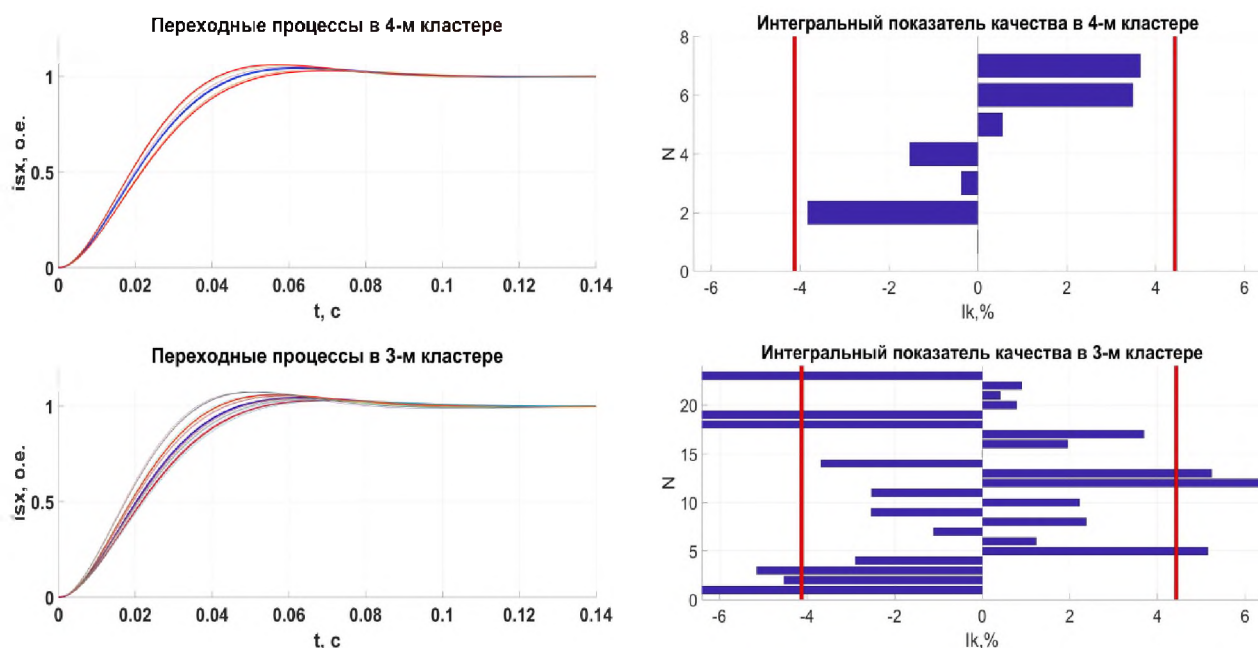 Переходные процессы в 4-м кластере
isx, о.е.
1
0.5
0
0 0.02 0.04 0.06 0.08 0.1 0.12 0.14
t, с
Интегральный показатель качества в 4-м кластере
N
8
6
4
2
0
-6 -4 -2 0 2 4 6
Ik,%
Переходные процессы в 3-м кластере
isx, о.е.
1
0.5
0
0 0.02 0.04 0.06 0.08 0.1 0.12 0.14
t, с
Интегральный показатель качества в 3-м кластере
N
20
15
10
5
0
-6 -4 -2 0 2 4 6
Ik,%